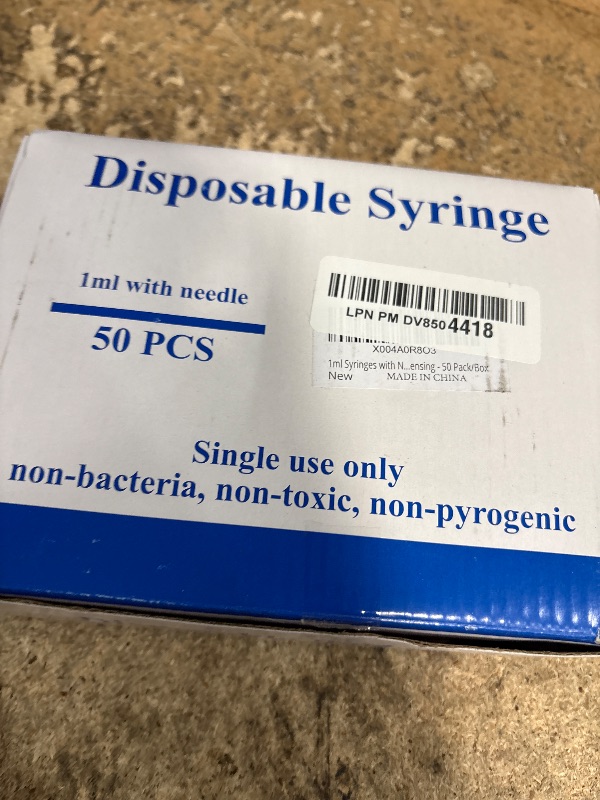 Disposable Syringe
1ml with needle
50 PCS
LPN PM DV8504418
X004A0R8O3
1ml Syringes with N...ensing - 50 Pack/Box
New MADE IN CHINA
Single use only
non-bacteria, non-toxic, non-pyrogenic